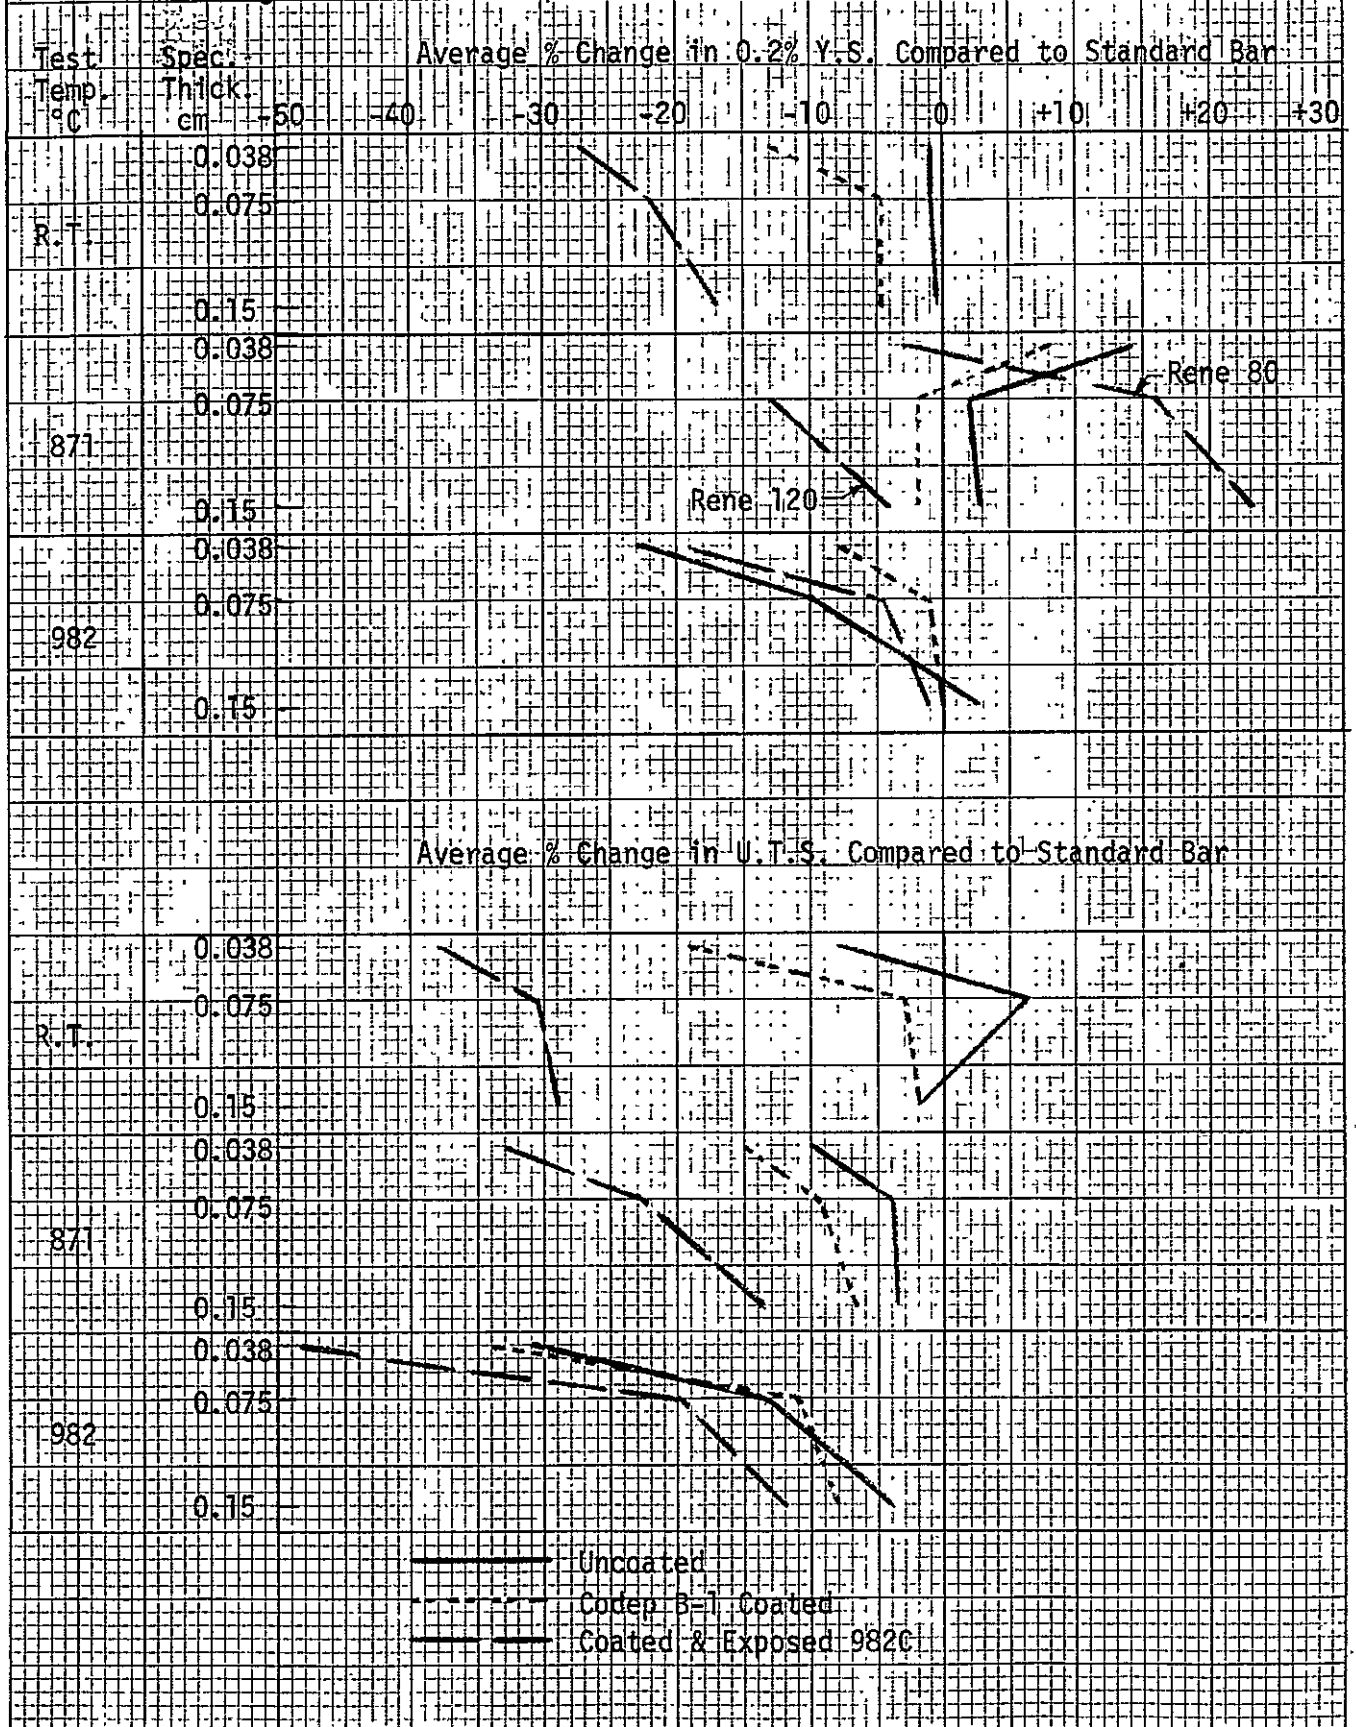 Test Spec. Average % Change in 0.2% Y.S. Compared to Standard Bar
Temp. Thick.
°C cm -50 -40 -30 -20 -10 0 +10 +20 +30
0.038
0.075
R.T.
0.15
0.038
Rene 80
0.075
871
Rene 120
0.15
0.038
0.075
982
0.15
Average % Change in U.T.S. Compared to Standard Bar
0.038
0.075
R.T.
0.15
0.038
0.075
871
0.15
0.038
0.075
982
0.15
Uncoated
Codep B-1 Coated
Coated & Exposed 982C